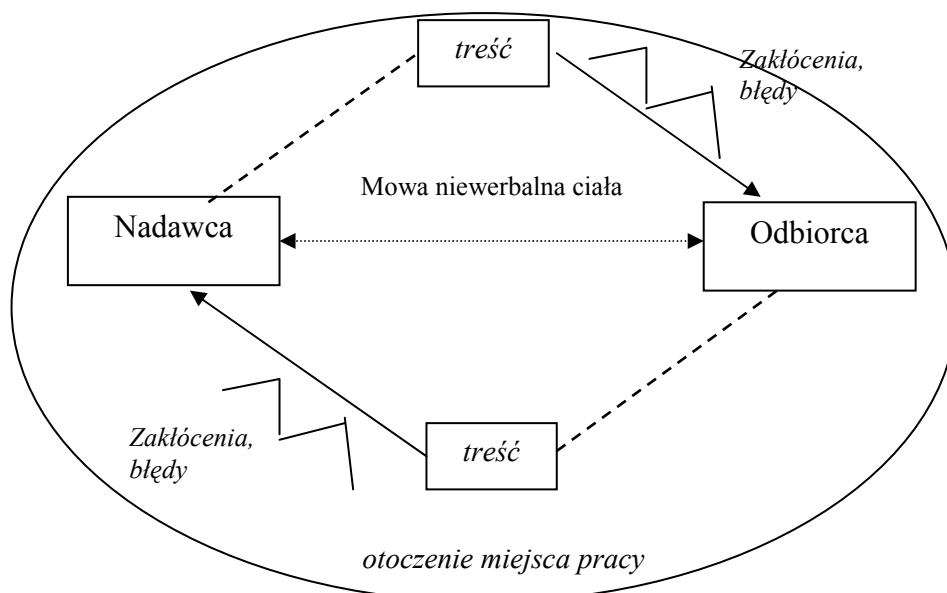 treść
Zakłócenia,
błędy
Mowa niewerbalna ciała
Nadawca
Odbiorca
Zakłócenia,
błędy
treść
otoczenie miejsca pracy